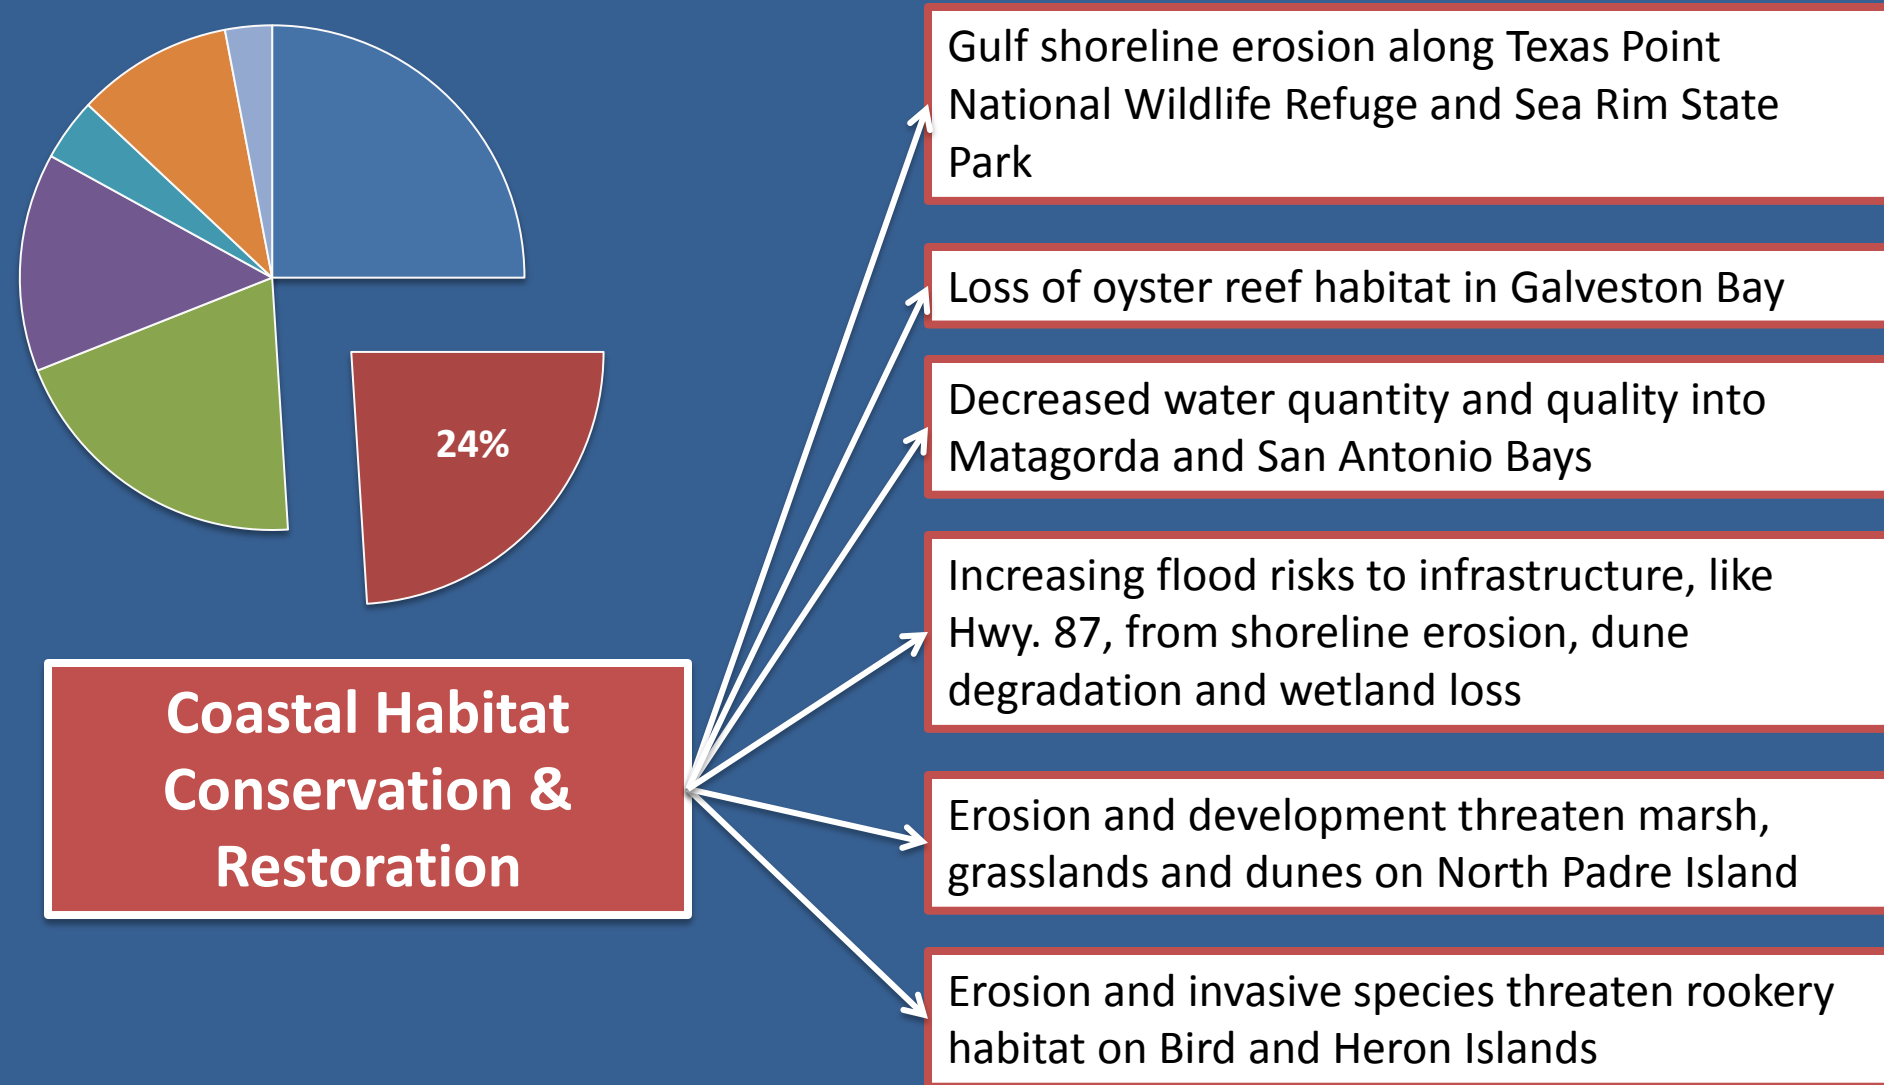 24%
Coastal Habitat
Conservation &
Restoration
Gulf shoreline erosion along Texas Point
National Wildlife Refuge and Sea Rim State
Park
Loss of oyster reef habitat in Galveston Bay
Decreased water quantity and quality into
Matagorda and San Antonio Bays
Increasing flood risks to infrastructure, like
Hwy. 87, from shoreline erosion, dune
degradation and wetland loss
Erosion and development threaten marsh,
grasslands and dunes on North Padre Island
Erosion and invasive species threaten rookery
habitat on Bird and Heron Islands